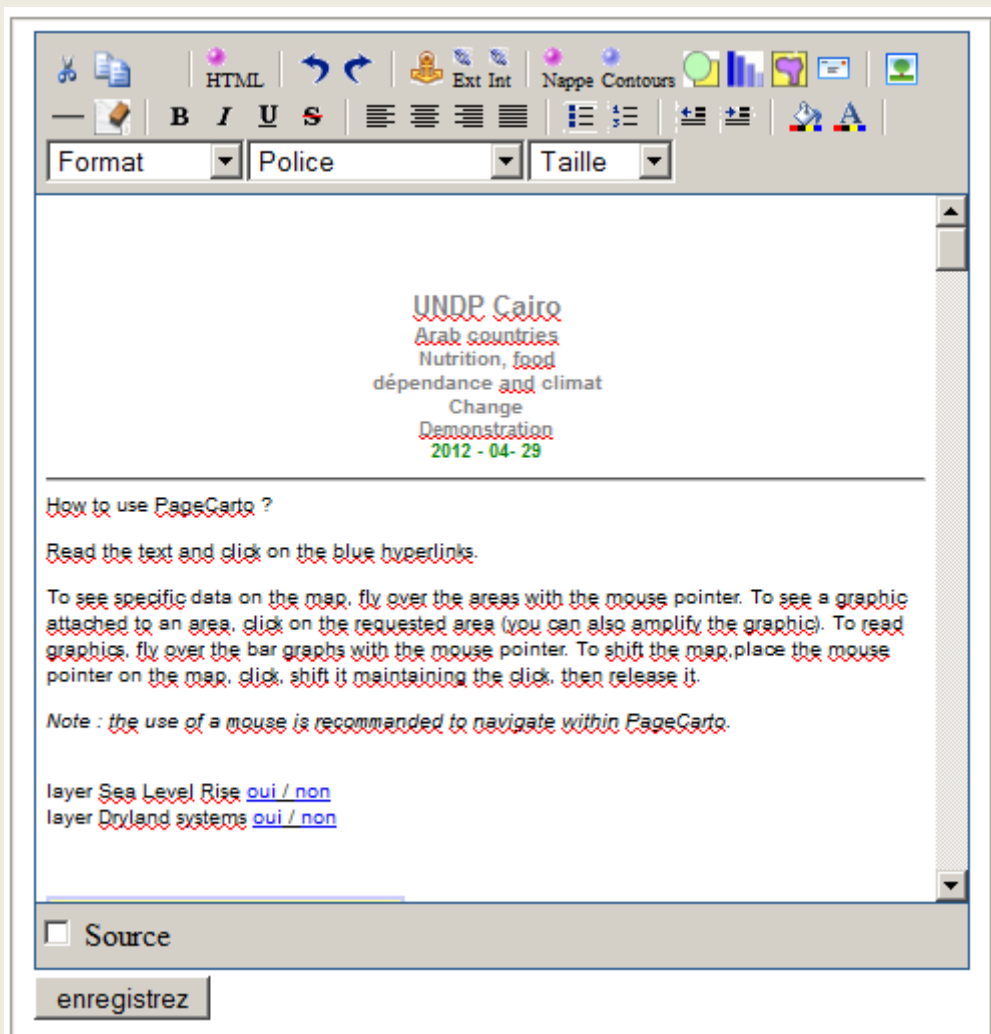 HTML Ext Int Nappe Contours
B I U S
Format Police Taille
UNDP Cairo
Arab countries
Nutrition, food
dépendance and climat
Change
Demonstration
2012 - 04- 29
How to use PageCarto ?
Read the text and click on the blue hyperlinks.
To see specific data on the map, fly over the areas with the mouse pointer. To see a graphic
attached to an area, click on the requested area (you can also amplify the graphic). To read
graphics, fly over the bar graphs with the mouse pointer. To shift the map,place the mouse
pointer on the map, click, shift it maintaining the click, then release it.
Note : the use of a mouse is recommanded to navigate within PageCarto.
layer Sea Level Rise oui / non
layer Dryland systems oui / non
Source
enregistrez